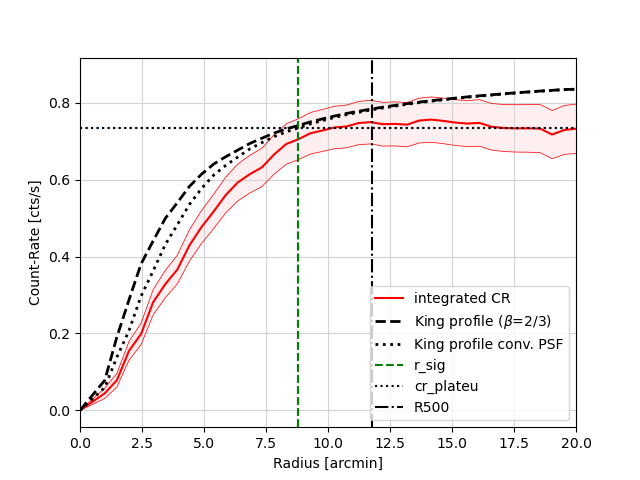 0.8
0.6
0.4
0.2
0.0
Count-Rate [cts/s]
integrated CR
King profile (β=2/3)
King profile conv. PSF
r_sig
cr_plateu
R500
0.0 2.5 5.0 7.5 10.0 12.5 15.0 17.5 20.0
Radius [arcmin]